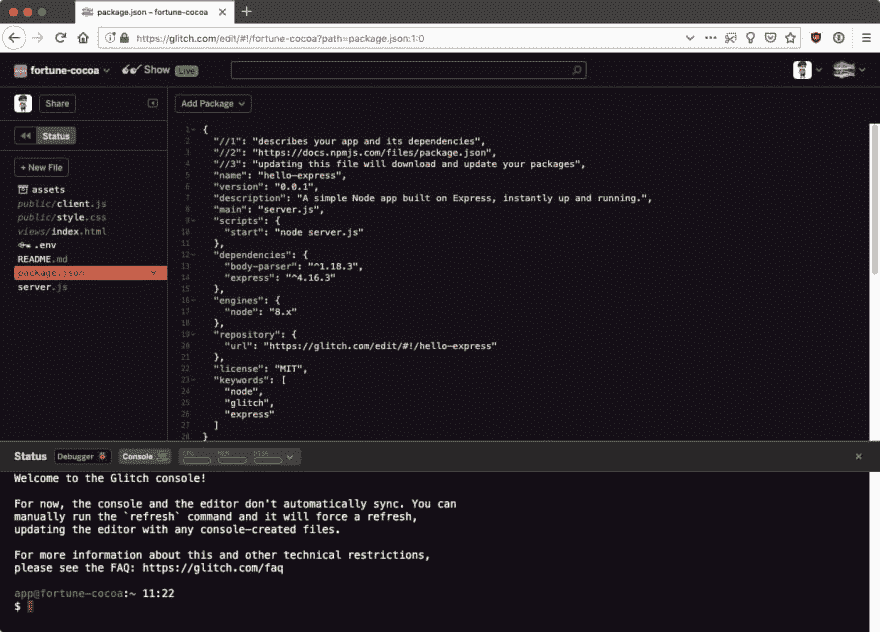 package.json – fortune-cocoa
https://glitch.com/edit/#!/fortune-cocoa?path=package.json:1:0
fortune-cocoa
Show
Live
Share
Add Package
Status
+ New File
assets
public/client.js
public/style.css
views/index.html
.env
README.md
package.json
server.js
1 {
2 "//1": "describes your app and its dependencies",
3 "//2": "https://docs.npmjs.com/files/package.json",
4 "//3": "updating this file will download and update your packages",
5 "name": "hello-express",
6 "version": "0.0.1",
7 "description": "A simple Node app built on Express, instantly up and running.",
8 "main": "server.js",
9 "scripts": {
10 "start": "node server.js"
11 },
12 "dependencies": {
13 "body-parser": "^1.18.3",
14 "express": "^4.16.3"
15 },
16 "engines": {
17 "node": "8.x"
18 },
19 "repository": {
20 "url": "https://glitch.com/edit/#!/hello-express"
21 },
22 "license": "MIT",
23 "keywords": [
24 "node",
25 "glitch",
26 "express"
27 ]
28 }
Status
Debugger
Console
CPU
MEM
DISK
Welcome to the Glitch console!
For now, the console and the editor don't automatically sync. You can
manually run the `refresh` command and it will force a refresh,
updating the editor with any console-created files.
For more information about this and other technical restrictions,
please see the FAQ: https://glitch.com/faq
app@fortune-cocoa:~ 11:22
$